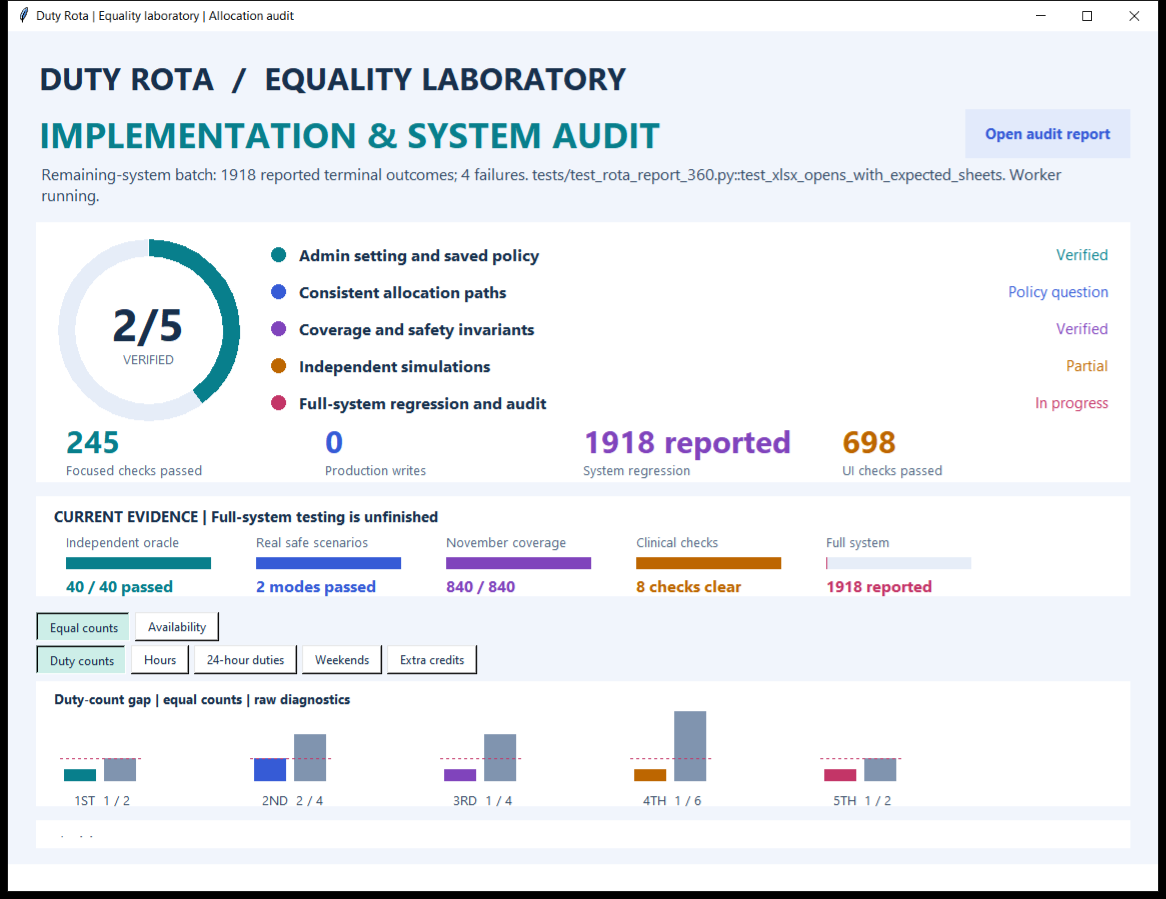 Duty Rota | Equality laboratory | Allocation audit
DUTY ROTA / EQUALITY LABORATORY
IMPLEMENTATION & SYSTEM AUDIT
Open audit report
Remaining-system batch: 1918 reported terminal outcomes; 4 failures. tests/test_rota_report_360.py::test_xlsx_opens_with_expected_sheets. Worker
running.
2/5
VERIFIED
Admin setting and saved policy Verified
Consistent allocation paths Policy question
Coverage and safety invariants Verified
Independent simulations Partial
Full-system regression and audit In progress
245 0 1918 reported 698
Focused checks passed Production writes System regression UI checks passed
CURRENT EVIDENCE | Full-system testing is unfinished
Independent oracle Real safe scenarios November coverage Clinical checks Full system
40 / 40 passed 2 modes passed 840 / 840 8 checks clear 1918 reported
Equal counts Availability
Duty counts Hours 24-hour duties Weekends Extra credits
Duty-count gap | equal counts | raw diagnostics
1ST 1 / 2 2ND 2 / 4 3RD 1 / 4 4TH 1 / 6 5TH 1 / 2